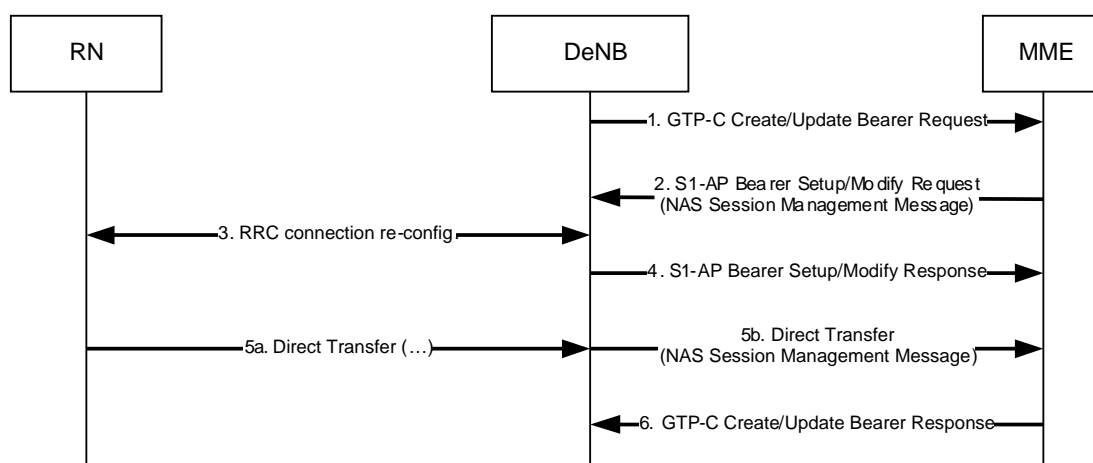 RN
DeNB
MME
1. GTP-C Create/Update Bearer Request
2. S1-AP Bearer Setup/Modify Request
(NAS Session Management Message)
3. RRC connection re-config.
4. S1-AP Bearer Setup/Modify Response
5a. Direct Transfer (…)
5b. Direct Transfer
(NAS Session Management Message)
6. GTP-C Create/Update Bearer Response